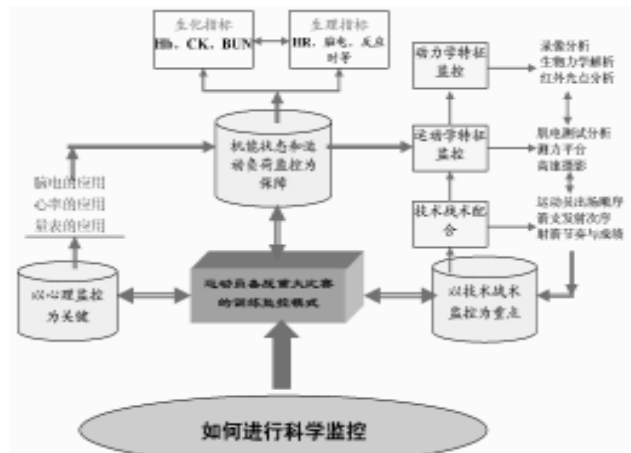 生化指标
Hb、CK、BUN
生理指标
HR、脑电、反应
时等
动力学特征
监控
录像分析
生物力学解析
红外光点分析
机能状态和运
动负荷监控为
保障
运动学特征
监控
肌电测试分析
测力平台
高速摄影
脑电的应用
心率的应用
量表的应用
技术战术配
合
运动员出场顺序
箭支发射次序
射箭节奏与成绩
以心理监控
为关键
运动员备战重大比赛
的训练监控模式
以技术战术
监控为重点
如何进行科学监控